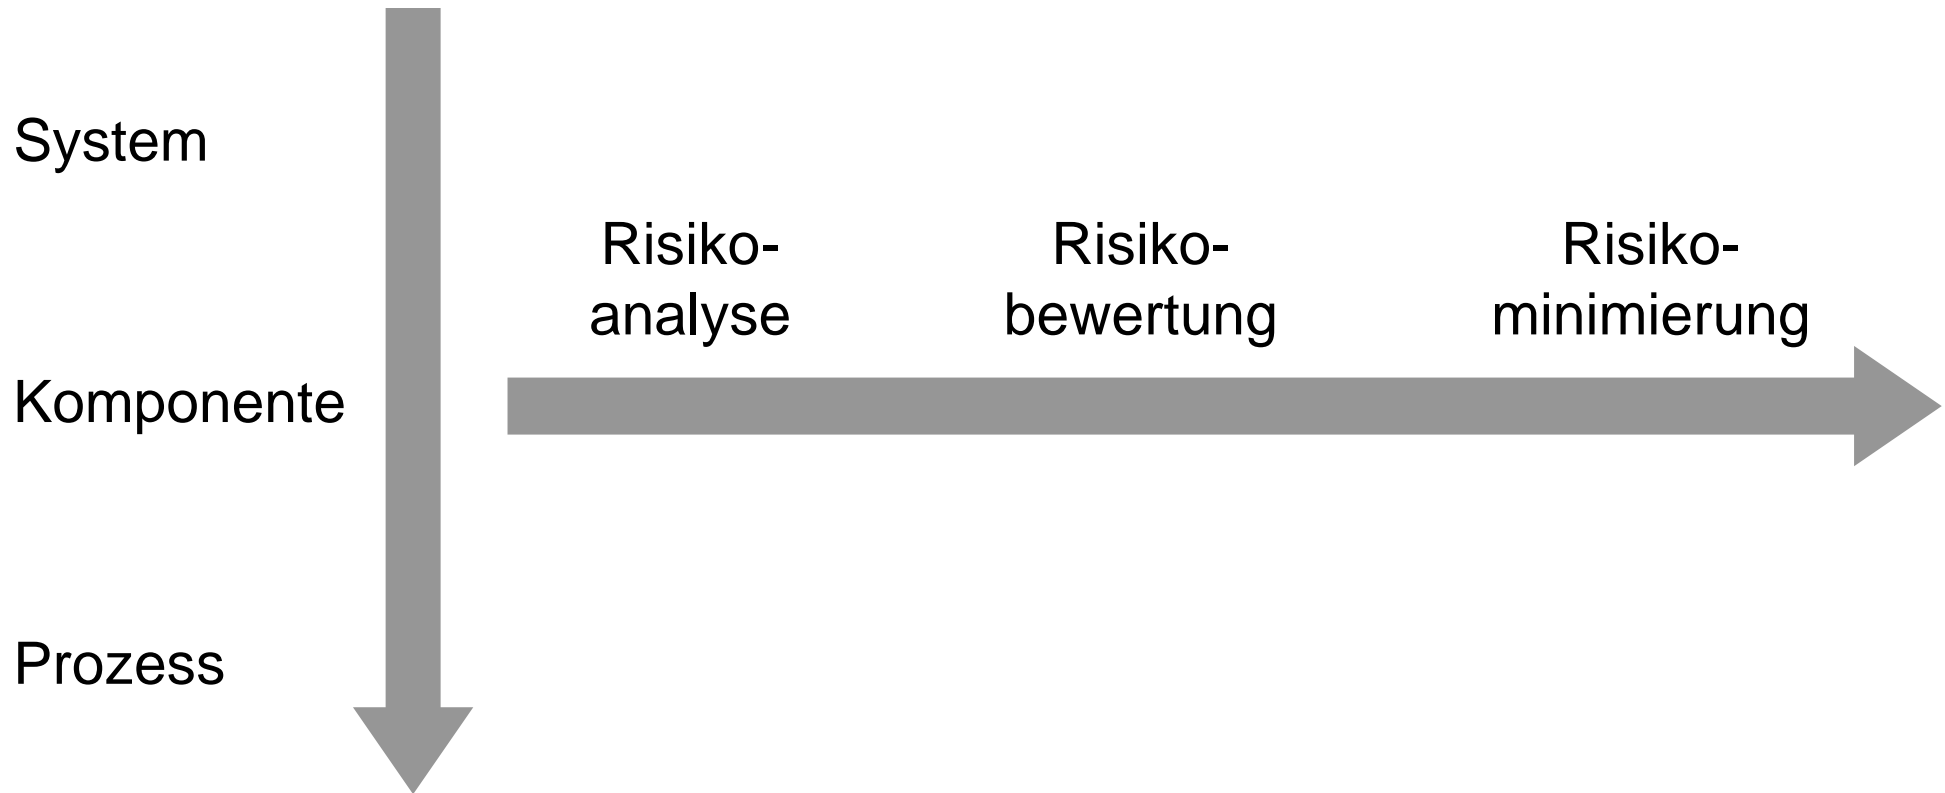 System
Risiko-
analyse
Risiko-
bewertung
Risiko-
minimierung
Komponente
Prozess